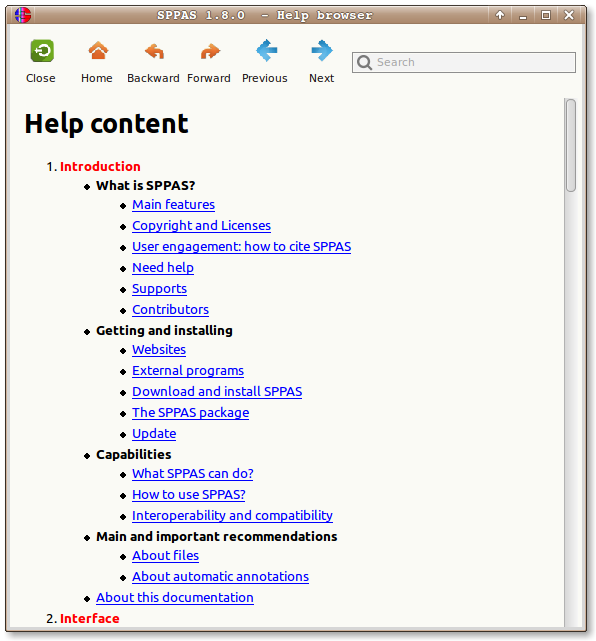 SPPAS 1.8.0 - Help browser
Close Home Backward Forward Previous Next Search
Help content
1. Introduction
What is SPPAS?
Main features
Copyright and Licenses
User engagement: how to cite SPPAS
Need help
Supports
Contributors
Getting and installing
Websites
External programs
Download and install SPPAS
The SPPAS package
Update
Capabilities
What SPPAS can do?
How to use SPPAS?
Interoperability and compatibility
Main and important recommendations
About files
About automatic annotations
About this documentation
2. Interface